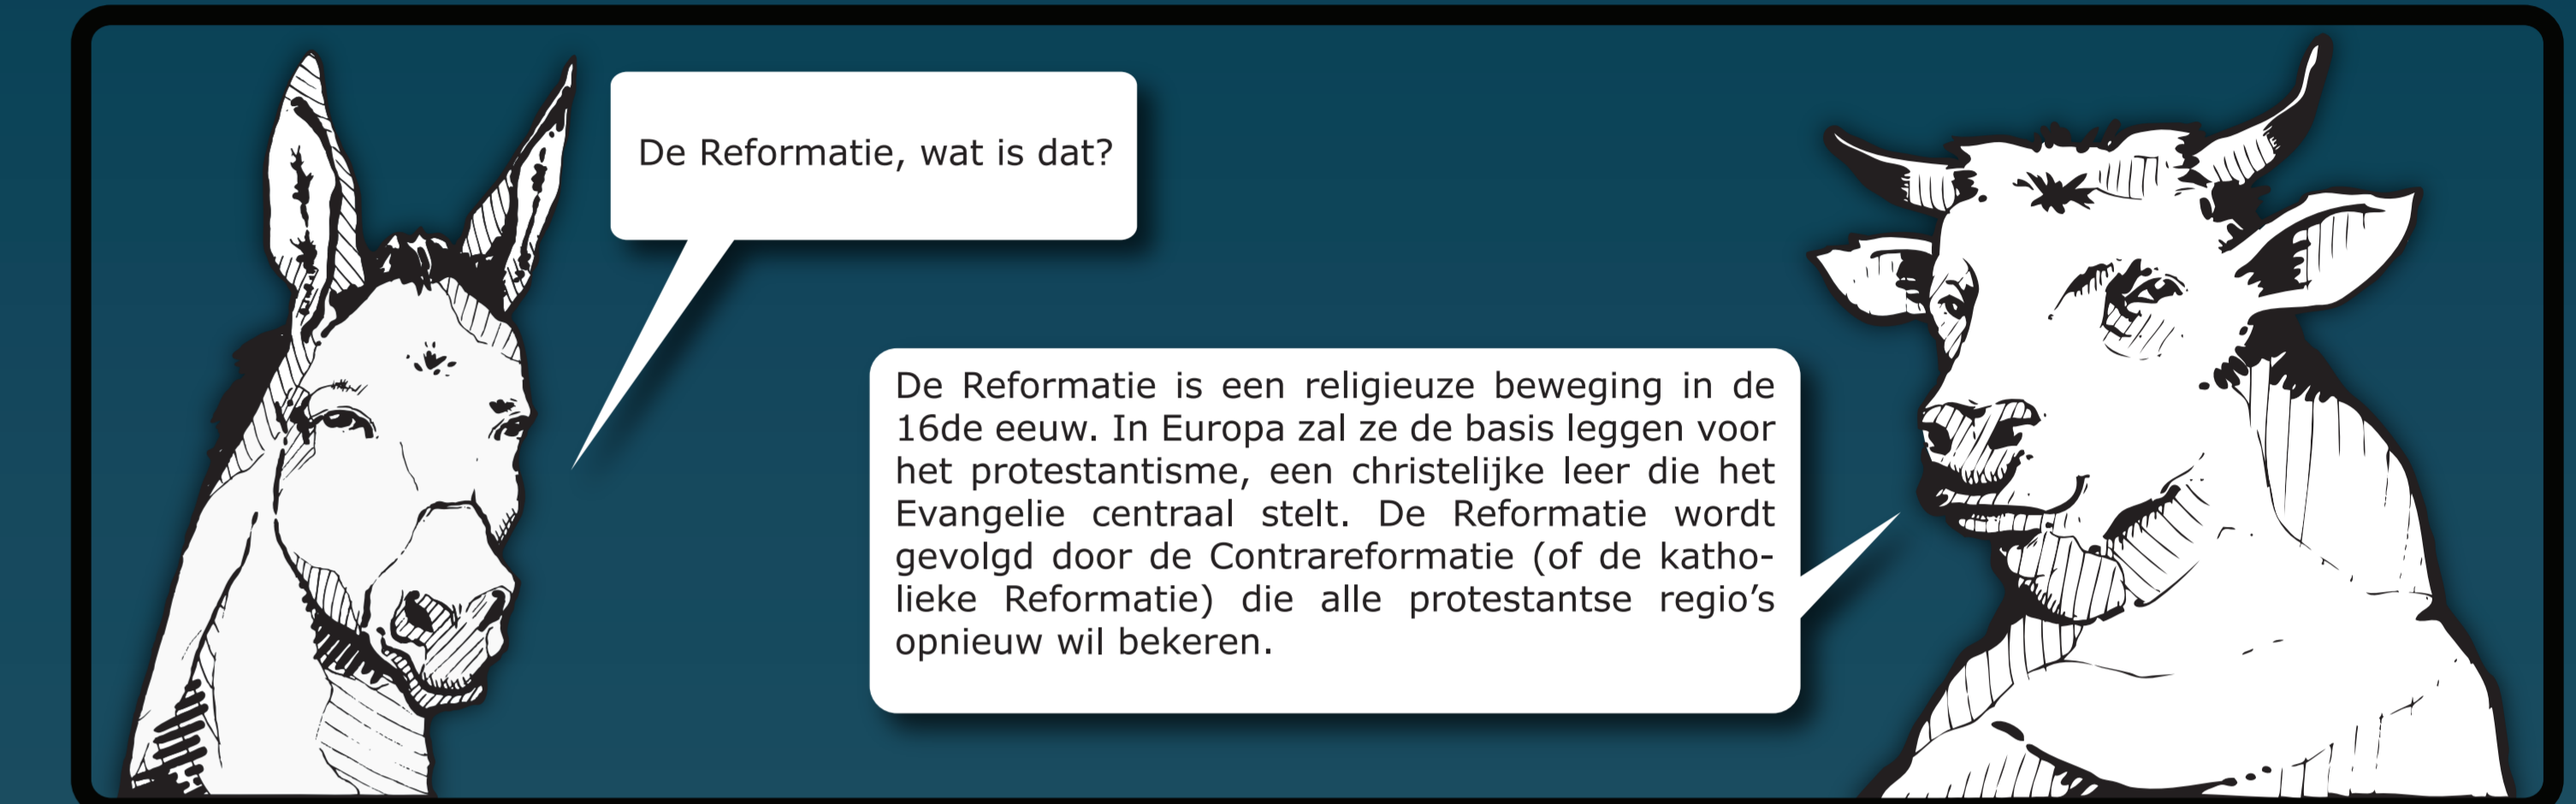 De Reformatie, wat is dat?
De Reformatie is een religieuze beweging in de
16de eeuw. In Europa zal ze de basis leggen voor
het protestantisme, een christelijke leer die het
Evangelie centraal stelt. De Reformatie wordt
gevolgd door de Contrareformatie (of de katho-
lieke Reformatie) die alle protestantse regio's
opnieuw wil bekeren.